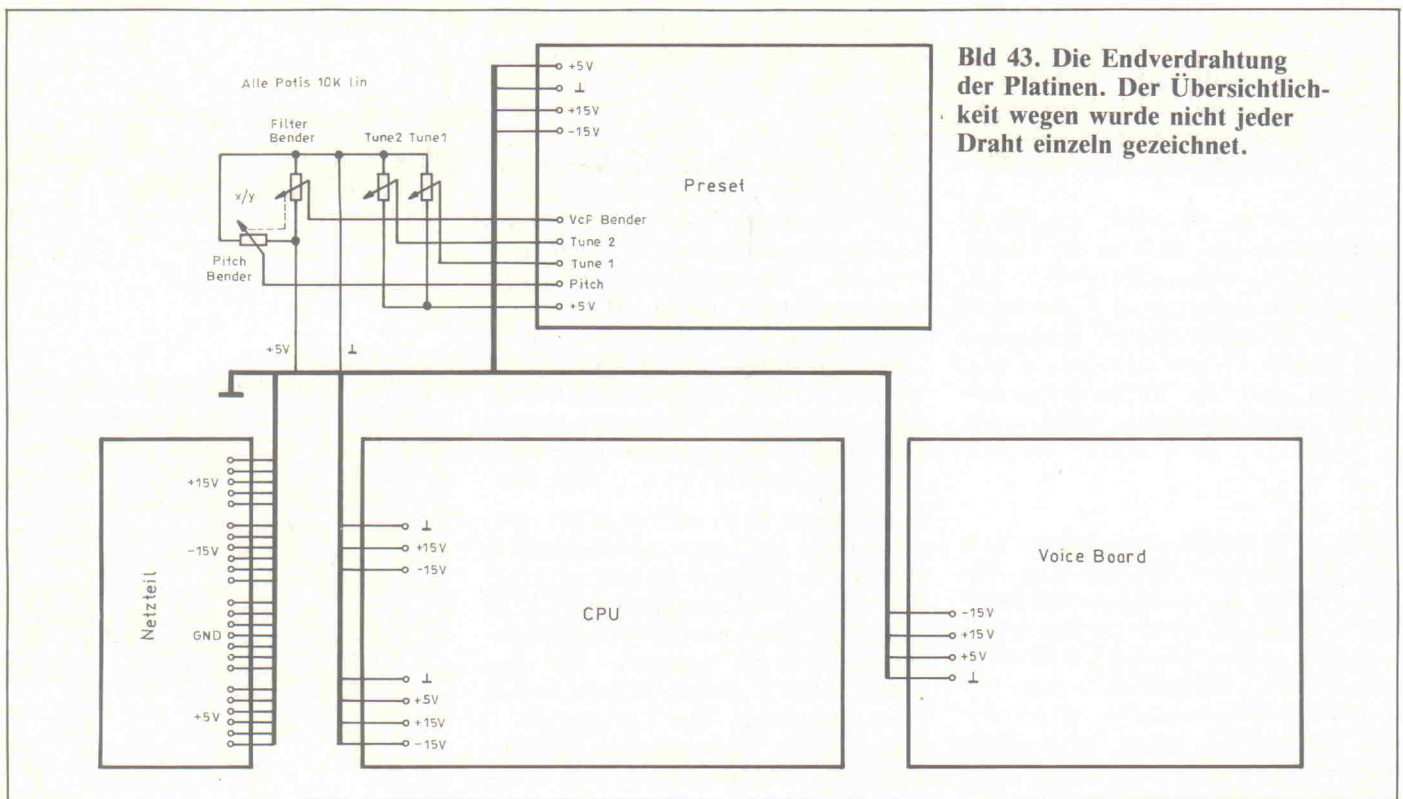 Bld 43. Die Endverdrahtung
der Platinen. Der Übersichtlich-
keit wegen wurde nicht jeder
Draht einzeln gezeichnet.
Alle Potis 10K lin
Filter
Bender
Tune2 Tune1
x/y
Pitch
Bender
+5V
⊥
+5V
⊥
+15V
-15V
Preset
VcF Bender
Tune 2
Tune 1
Pitch
+5V
Netzteil
+15V
-15V
GND
+5V
CPU
⊥
+15V
-15V
⊥
+5V
+15V
-15V
Voice Board
-15V
+15V
+5V
⊥